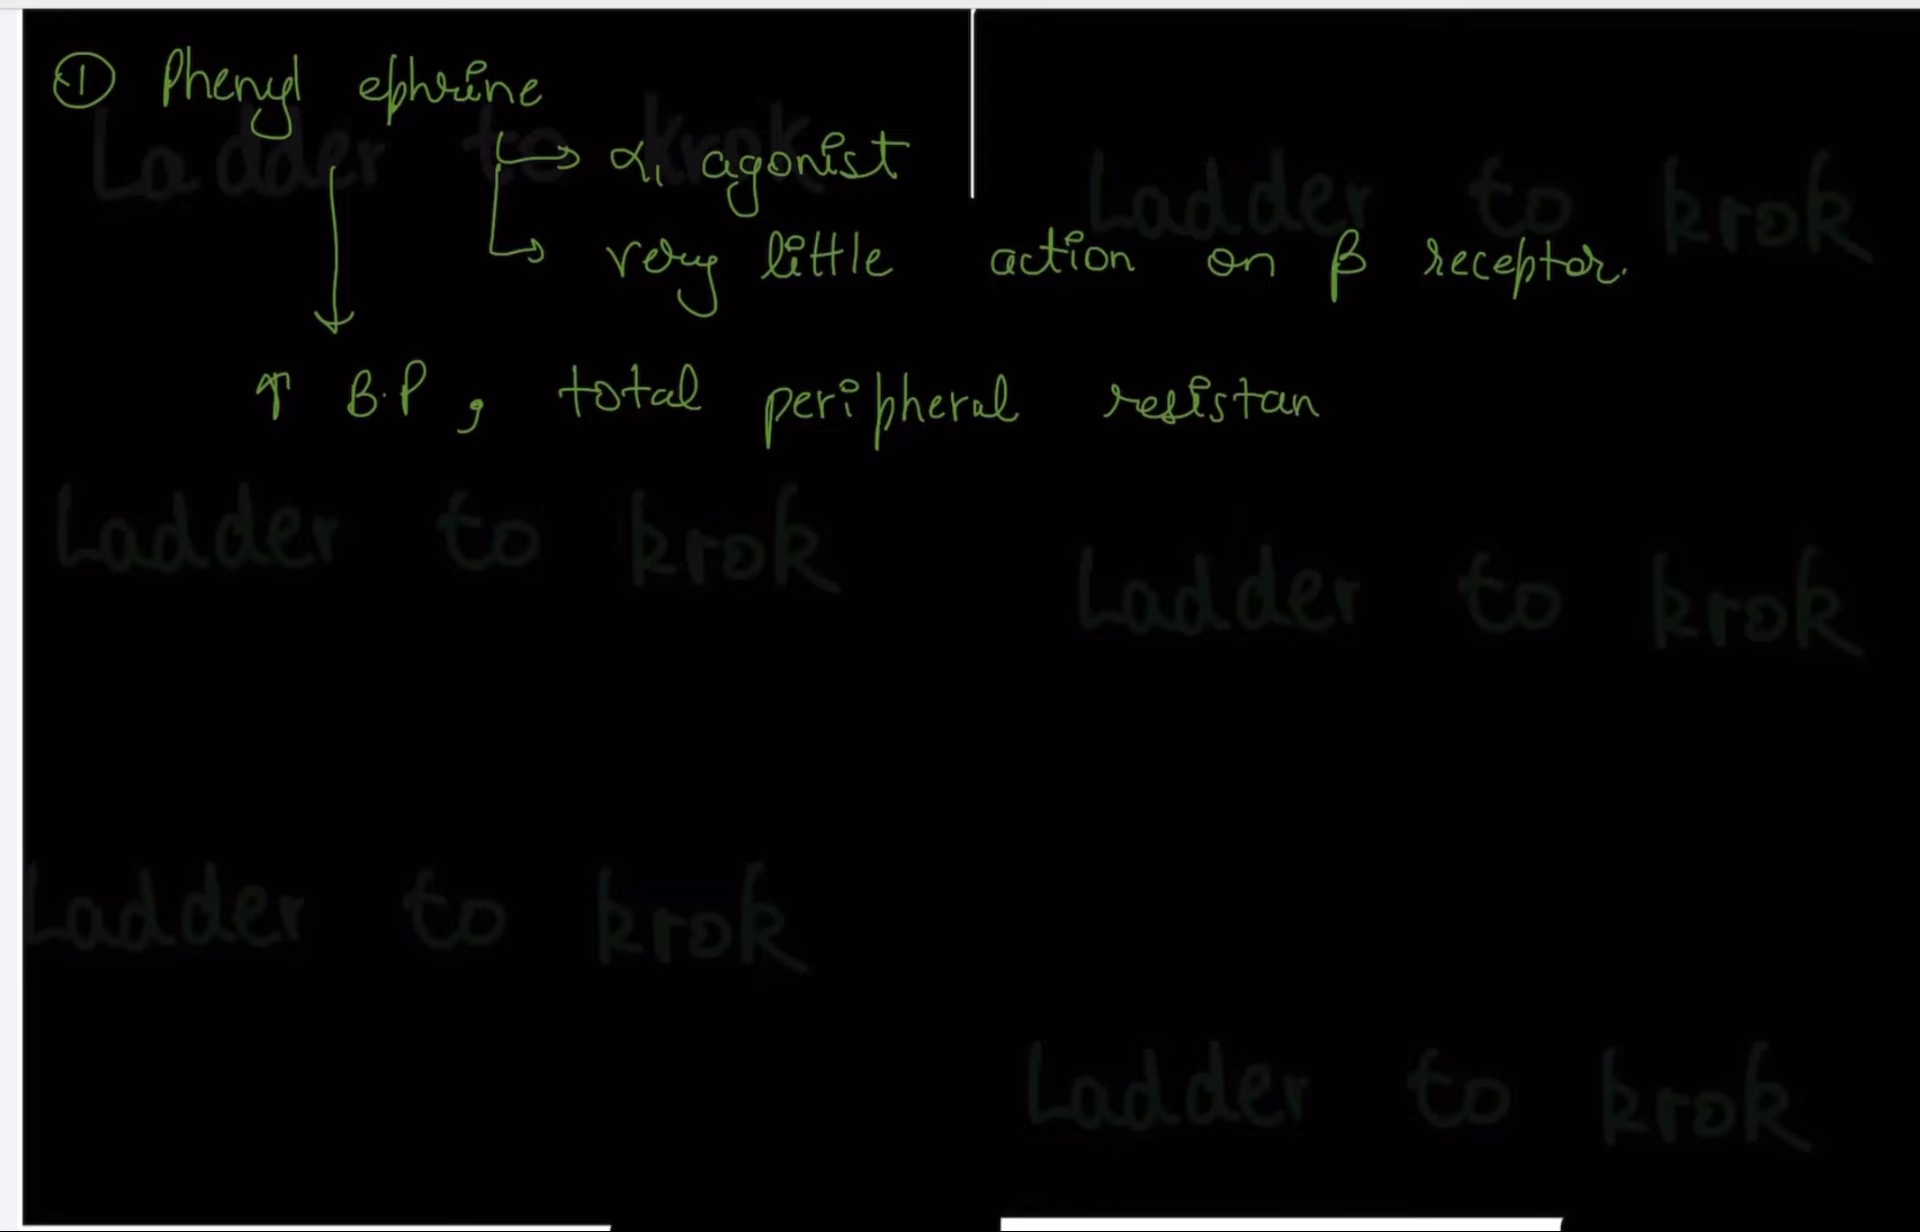 ① Phenyl ephrine
Ladder to krok
↳ α₁ agonist
Ladder to krok
↳ very little action on β receptor.
↑ B.P, total peripheral resistan
Ladder to krok
Ladder to krok
Ladder to krok
Ladder to krok